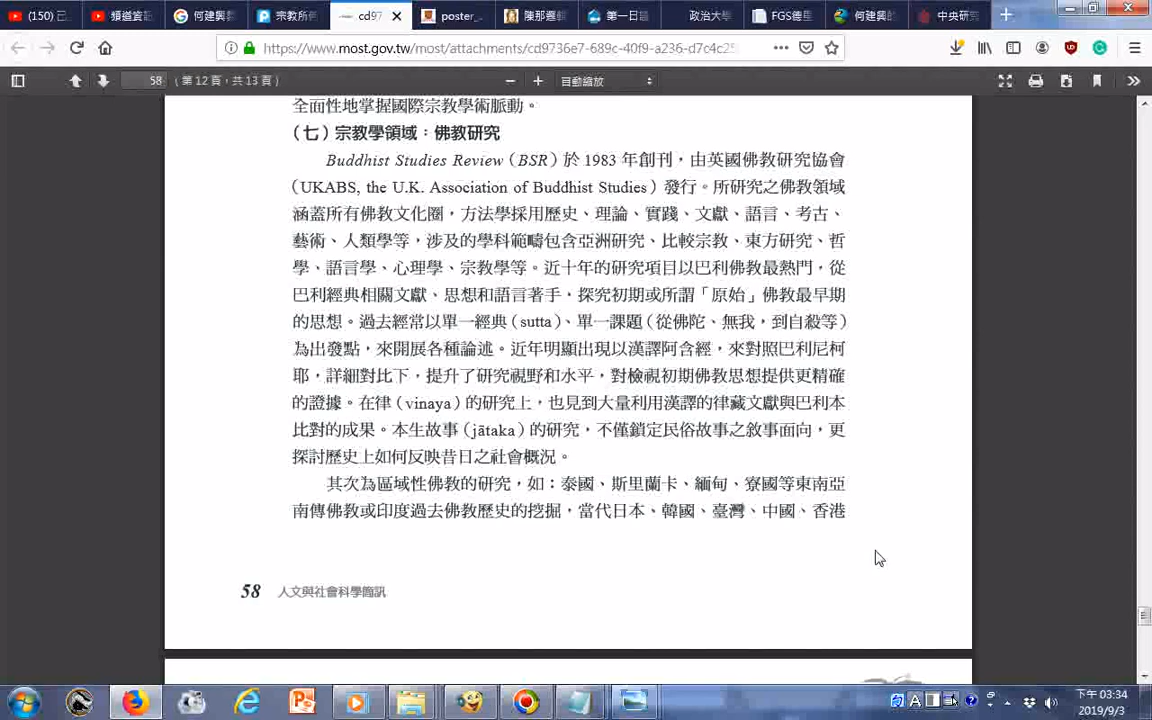 (150) 已
頻道資訊
何建興教
宗教所有
cd97
poster_
陳那邏輯
第一日議
政治大學
FGS德里
何建興的
中央研究
https://www.most.gov.tw/most/attachments/cd9736e7-689c-40f9-a236-d7c4c25
58 （第 12 頁，共 13 頁）
自動縮放
全面性地掌握國際宗教學術脈動。
（七）宗教學領域：佛教研究
Buddhist Studies Review（BSR）於 1983 年創刊，由英國佛教研究協會
（UKABS, the U.K. Association of Buddhist Studies）發行。所研究之佛教領域
涵蓋所有佛教文化圈，方法學採用歷史、理論、實踐、文獻、語言、考古、
藝術、人類學等，涉及的學科範疇包含亞洲研究、比較宗教、東方研究、哲
學、語言學、心理學、宗教學等。近十年的研究項目以巴利佛教最熱門，從
巴利經典相關文獻、思想和語言著手，探究初期或所謂「原始」佛教最早期
的思想。過去經常以單一經典（sutta）、單一課題（從佛陀、無我，到自殺等）
為出發點，來開展各種論述。近年明顯出現以漢譯阿含經，來對照巴利尼柯
耶，詳細對比下，提升了研究視野和水平，對檢視初期佛教思想提供更精確
的證據。在律（vinaya）的研究上，也見到大量利用漢譯的律藏文獻與巴利本
比對的成果。本生故事（jātaka）的研究，不僅鎖定民俗故事之敘事面向，更
探討歷史上如何反映昔日之社會概況。
其次為區域性佛教的研究，如：泰國、斯里蘭卡、緬甸、寮國等東南亞
南傳佛教或印度過去佛教歷史的挖掘，當代日本、韓國、臺灣、中國、香港
58 人文與社會科學簡訊
下午 03:34
2019/9/3